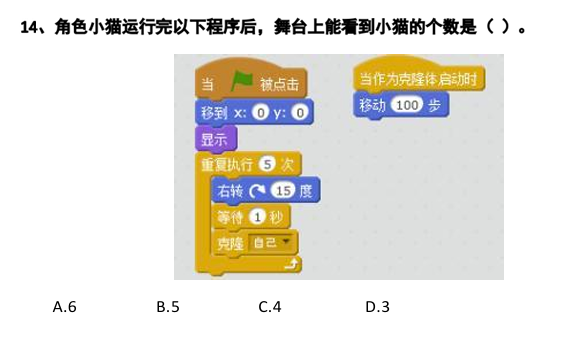 14、角色小猫运行完以下程序后，舞台上能看到小猫的个数是（ ）。
当 被点击
移到 x: 0 y: 0
显示
重复执行 5 次
右转 15 度
等待 1 秒
克隆 自己
当作为克隆体启动时
移动 100 步
A.6 B.5 C.4 D.3